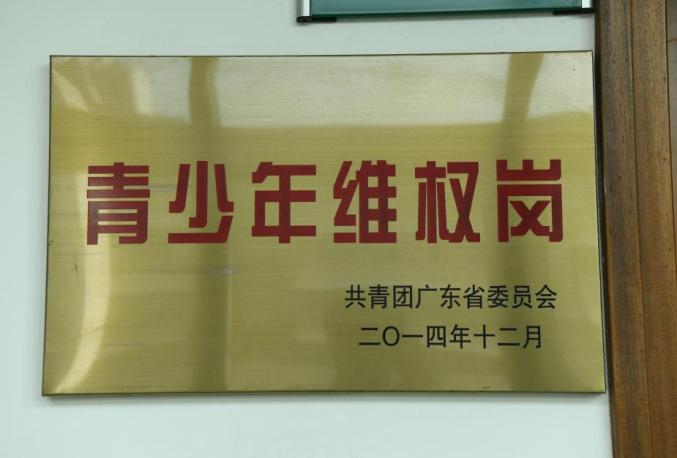 青少年维权岗
共青团广东省委员会
二〇一四年十二月